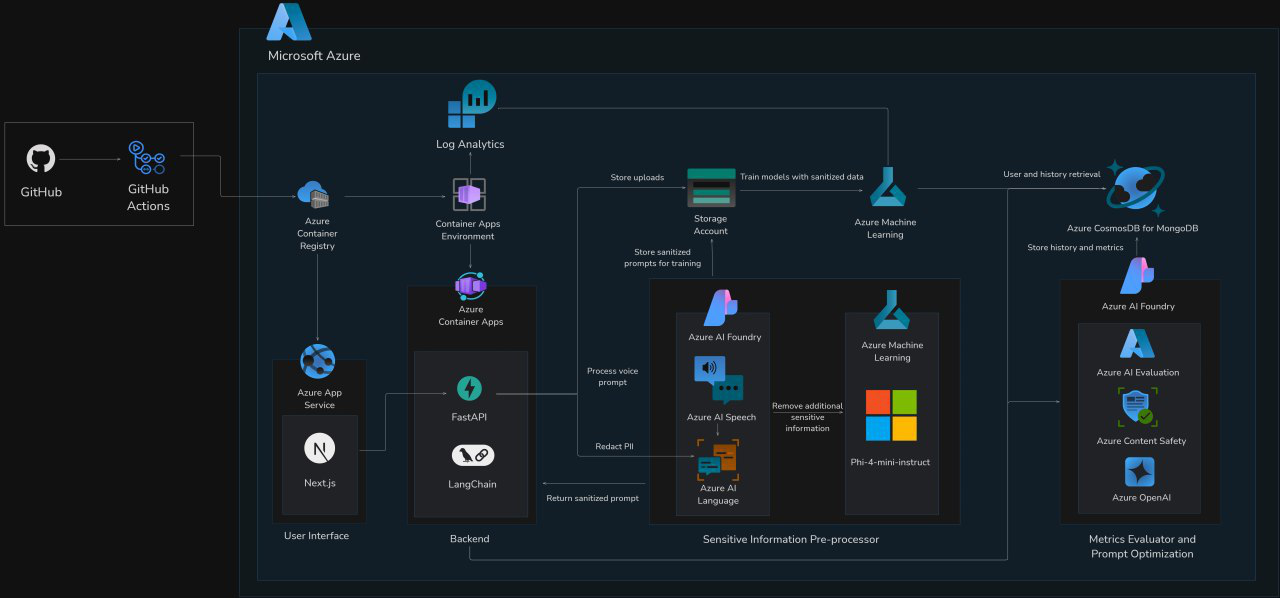 Microsoft Azure
GitHub
GitHub
Actions
Log Analytics
Azure
Container
Registry
Container Apps
Environment
Azure
Container Apps
Azure App
Service
N
Next.js
User Interface
FastAPI
LangChain
Backend
Store uploads
Process voice
prompt
Redact PII
Return sanitized prompt
Storage
Account
Store sanitized
prompts for training
Train models with sanitized data
Azure Machine
Learning
Azure AI Foundry
Azure AI Speech
Azure AI
Language
Remove additional
sensitive
information
Azure Machine
Learning
Phi-4-mini-instruct
Sensitive Information Pre-processor
User and history retrieval
Azure CosmosDB for MongoDB
Store history and metrics
Azure AI Foundry
Azure AI Evaluation
Azure Content Safety
Azure OpenAI
Metrics Evaluator and
Prompt Optimization